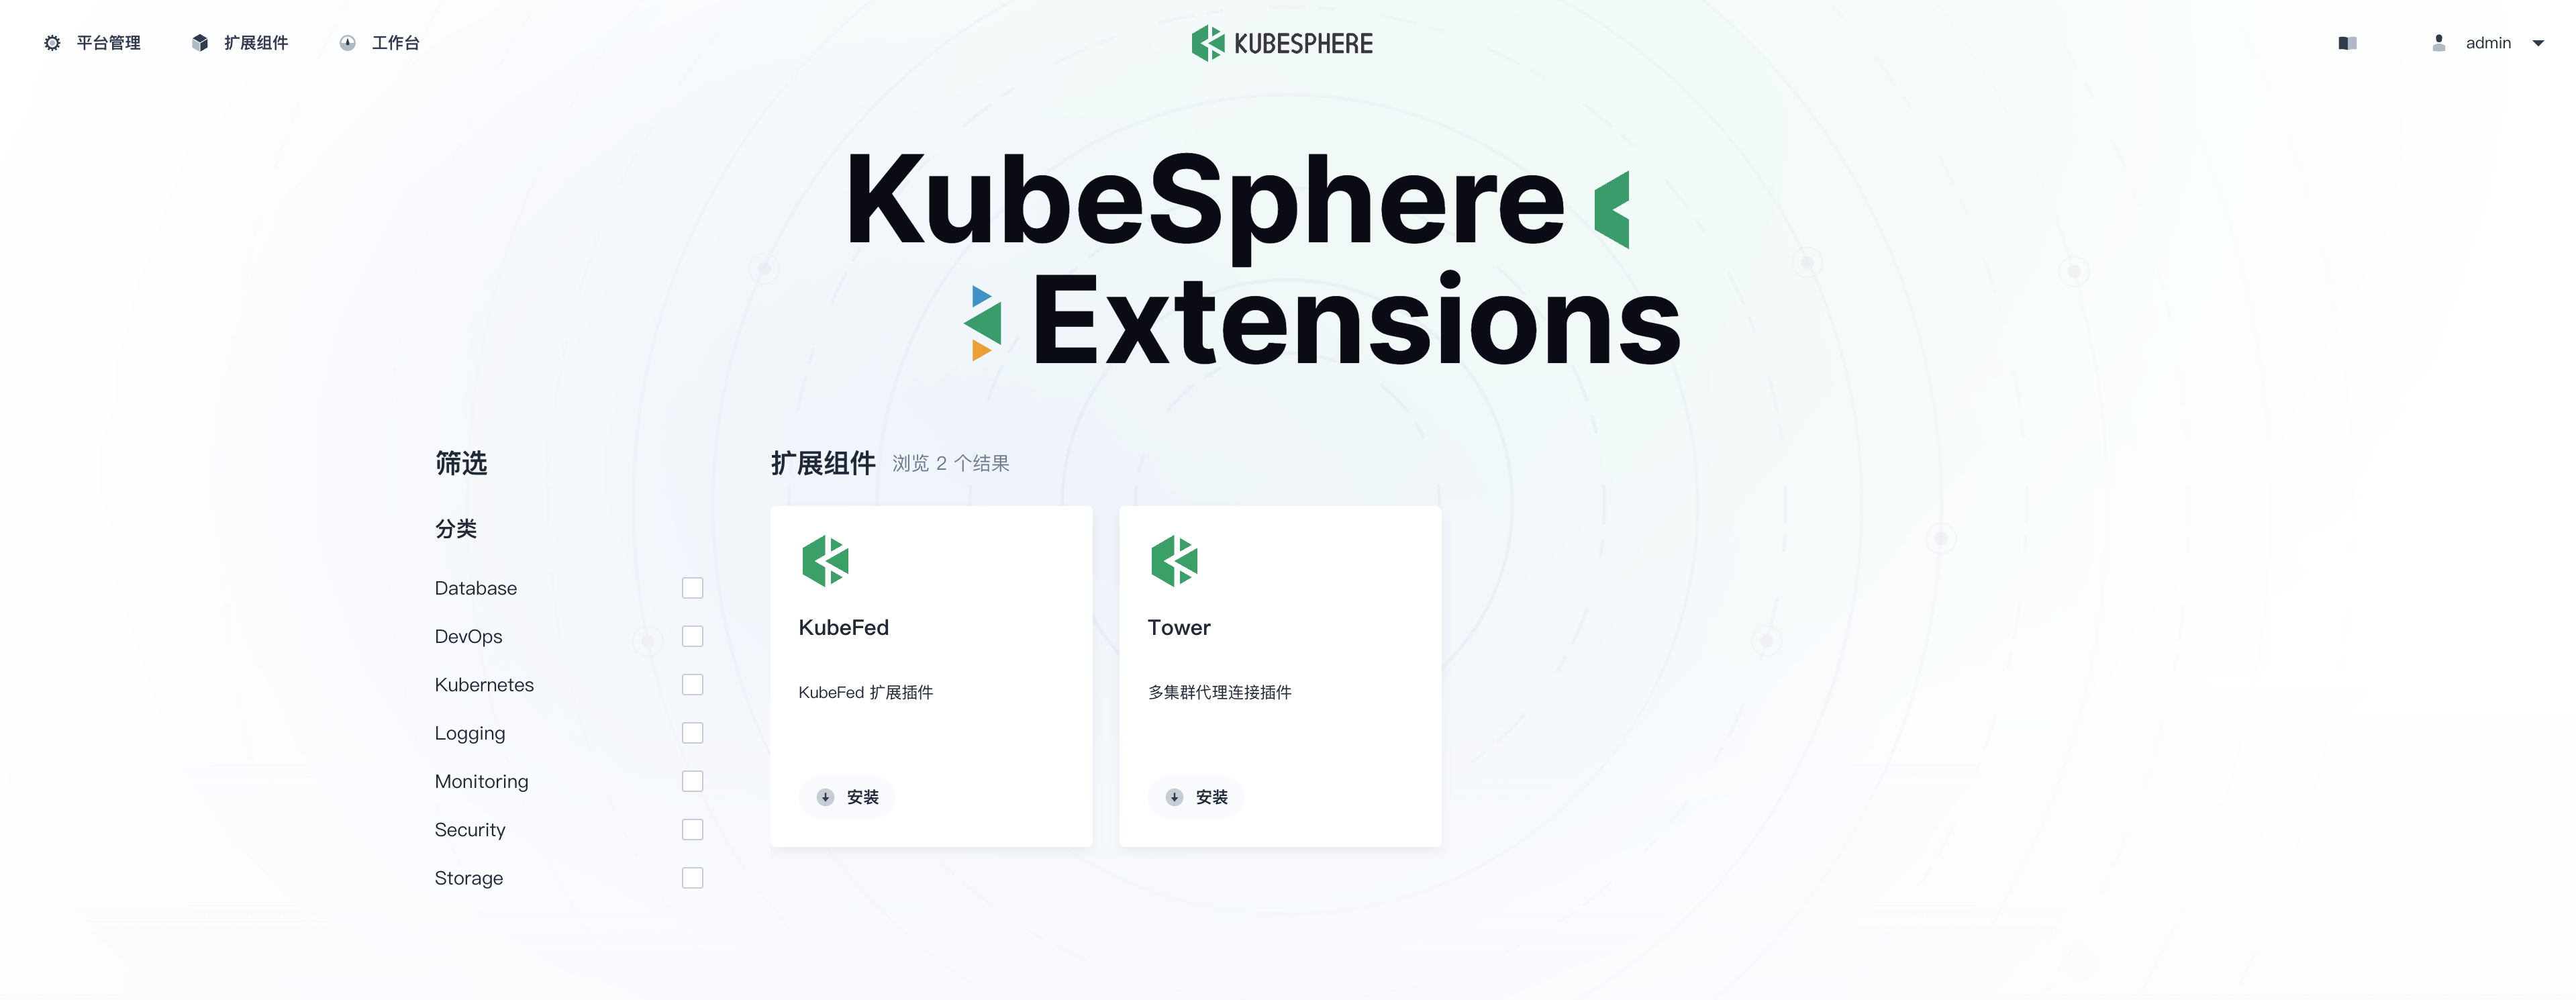 平台管理
扩展组件
工作台
KUBESPHERE
admin
KubeSphere
Extensions
筛选
分类
Database
DevOps
Kubernetes
Logging
Monitoring
Security
Storage
扩展组件 浏览 2 个结果
KubeFed
KubeFed 扩展插件
安装
Tower
多集群代理连接插件
安装